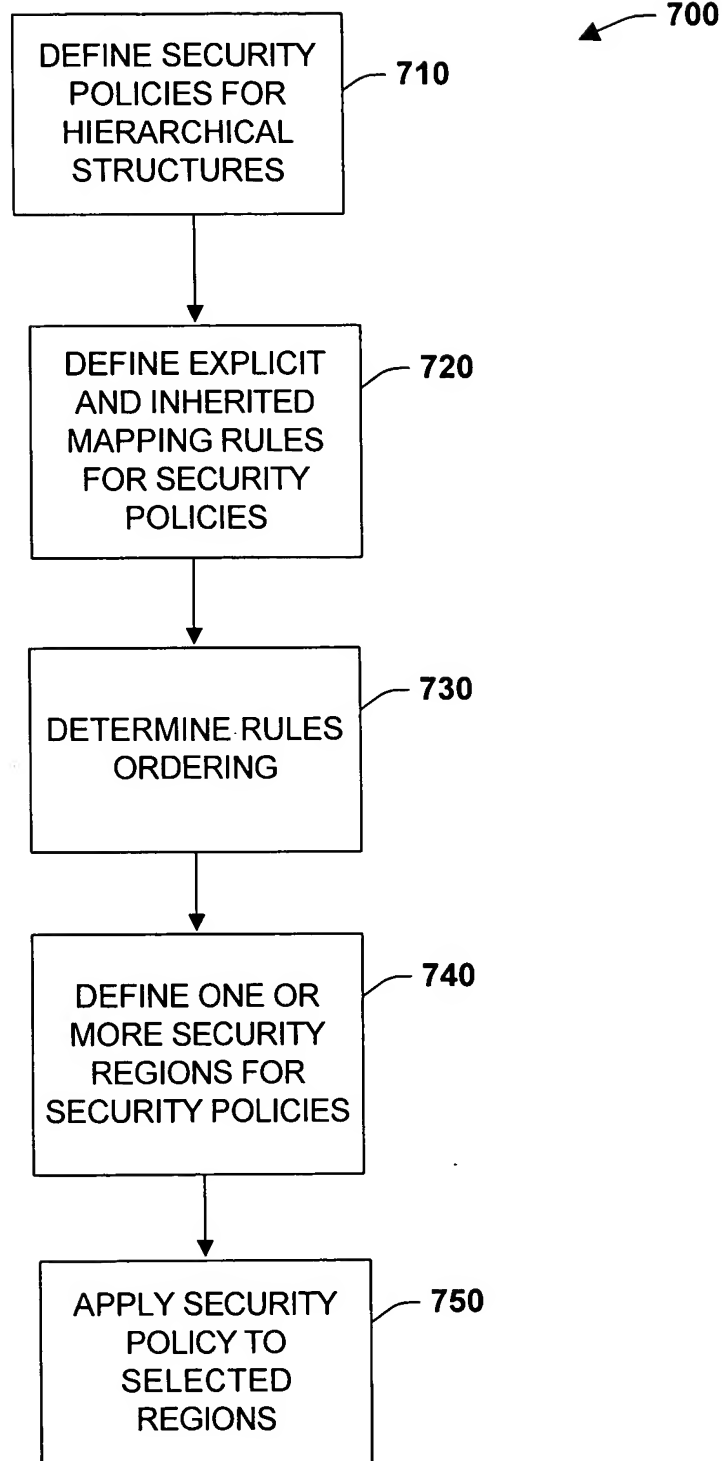 700
DEFINE SECURITY
POLICIES FOR
HIERARCHICAL
STRUCTURES
710
DEFINE EXPLICIT
AND INHERITED
MAPPING RULES
FOR SECURITY
POLICIES
720
DETERMINE RULES
ORDERING
730
DEFINE ONE OR
MORE SECURITY
REGIONS FOR
SECURITY POLICIES
740
APPLY SECURITY
POLICY TO
SELECTED
REGIONS
750